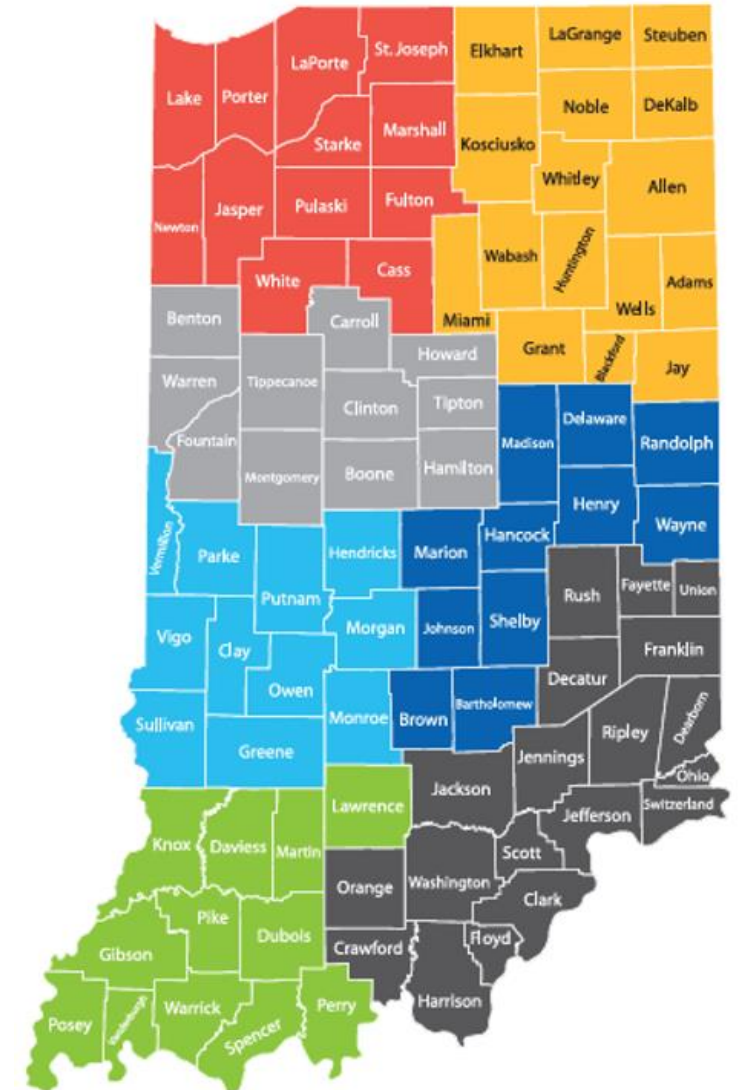 St. Joseph
LaGrange
Steuben
Elkhart
LaPorte
Lake
Porter
Noble
DeKalb
Starke
Marshall
Kosciusko
Whitley
Allen
Newton
Jasper
Pulaski
Fulton
Wabash
Huntington
White
Cass
Miami
Wells
Adams
Benton
Carroll
Howard
Grant
Blackford
Jay
Warren
Tippecanoe
Clinton
Tipton
Fountain
Madison
Delaware
Randolph
Montgomery
Boone
Hamilton
Henry
Wayne
Vermillion
Parke
Hendricks
Marion
Hancock
Putnam
Rush
Fayette
Union
Vigo
Clay
Morgan
Johnson
Shelby
Franklin
Owen
Decatur
Sullivan
Greene
Monroe
Brown
Bartholomew
Ripley
Dearborn
Jennings
Ohio
Lawrence
Jackson
Jefferson
Switzerland
Knox
Daviess
Martin
Scott
Orange
Washington
Clark
Pike
Dubois
Gibson
Crawford
Floyd
Posey
Vanderburgh
Warrick
Spencer
Perry
Harrison